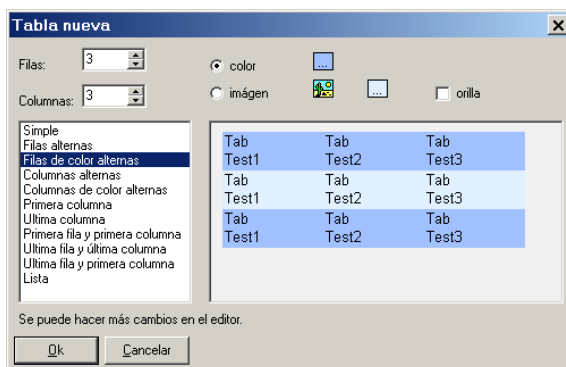 Tabla nueva
Filas: 3
color ...
Columnas: 3
imágen ... orilla
Simple
Filas alternas
Filas de color alternas
Columnas alternas
Columnas de color alternas
Primera columna
Ultima columna
Primera fila y primera columna
Ultima fila y última columna
Ultima fila y primera columna
Lista
Tab Tab Tab
Test1 Test2 Test3
Tab Tab Tab
Test1 Test2 Test3
Tab Tab Tab
Test1 Test2 Test3
Se puede hacer más cambios en el editor.
Ok Cancelar